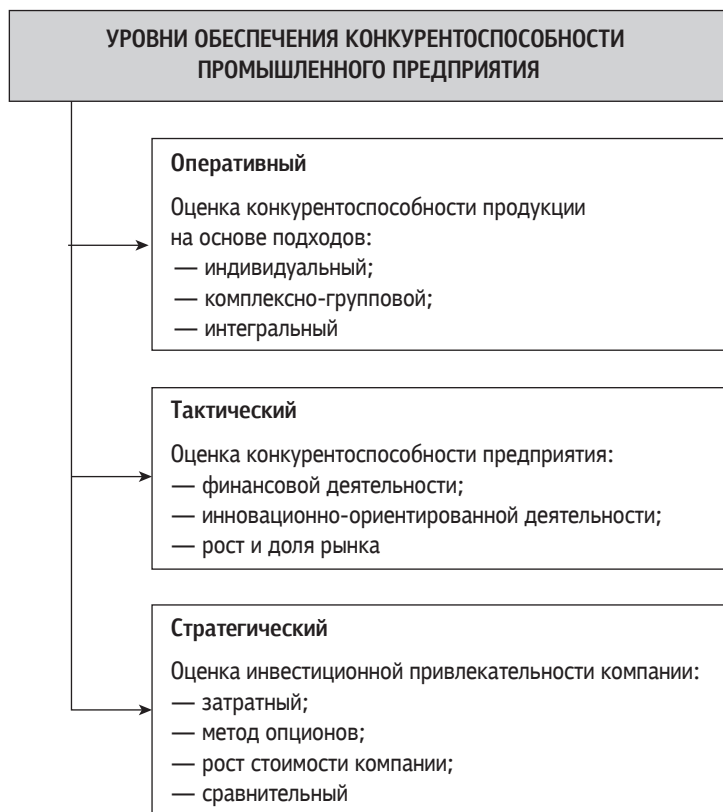 УРОВНИ ОБЕСПЕЧЕНИЯ КОНКУРЕНТОСПОСОБНОСТИ
ПРОМЫШЛЕННОГО ПРЕДПРИЯТИЯ
Оперативный
Оценка конкурентоспособности продукции
на основе подходов:
— индивидуальный;
— комплексно-групповой;
— интегральный
Тактический
Оценка конкурентоспособности предприятия:
— финансовой деятельности;
— инновационно-ориентированной деятельности;
— рост и доля рынка
Стратегический
Оценка инвестиционной привлекательности компании:
— затратный;
— метод опционов;
— рост стоимости компании;
— сравнительный